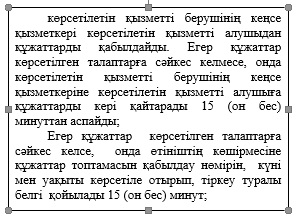 көрсетілетін қызметті берушінің кеңсе
қызметкері көрсетілетін қызметті алушыдан
құжаттарды қабылдайды. Егер құжаттар
көрсетілген талаптарға сәйкес келмесе, онда
көрсетілетін қызметті берушінің кеңсе
қызметкеріне көрсетілетін қызметті алушыға
құжаттарды кері қайтарады 15 (он бес)
минуттан аспайды;
Егер құжаттар көрсетілген талаптарға
сәйкес келсе, онда өтініштің көшірмесіне
құжаттар топтамасын қабылдау нөмірін, күні
мен уақыты көрсетіле отырып, тіркеу туралы
белгі қойылады 15 (он бес) минут;